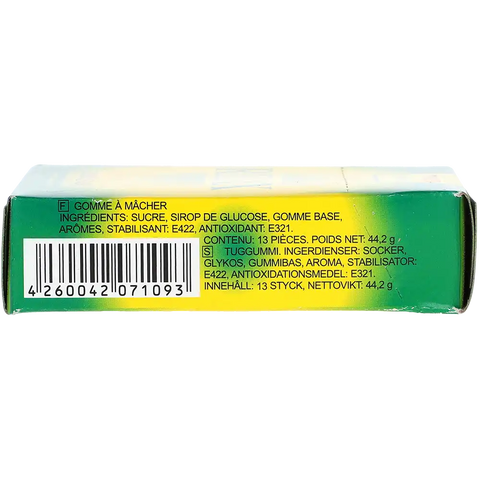 F GOMME À MÂCHER
INGRÉDIENTS: SUCRE, SIROP DE GLUCOSE, GOMME BASE,
ARÔMES, STABILISANT: E422, ANTIOXIDANT: E321.
CONTENU: 13 PIÈCES. POIDS NET: 44,2 g
S TUGGUMMI. INGERDIENSER: SOCKER,
GLYKOS, GUMMIBAS, AROMA, STABILISATOR:
E422, ANTIOXIDATIONSMEDEL: E321.
INNEHÅLL: 13 STYCK, NETTOVIKT: 44,2 g
4 260042 071093